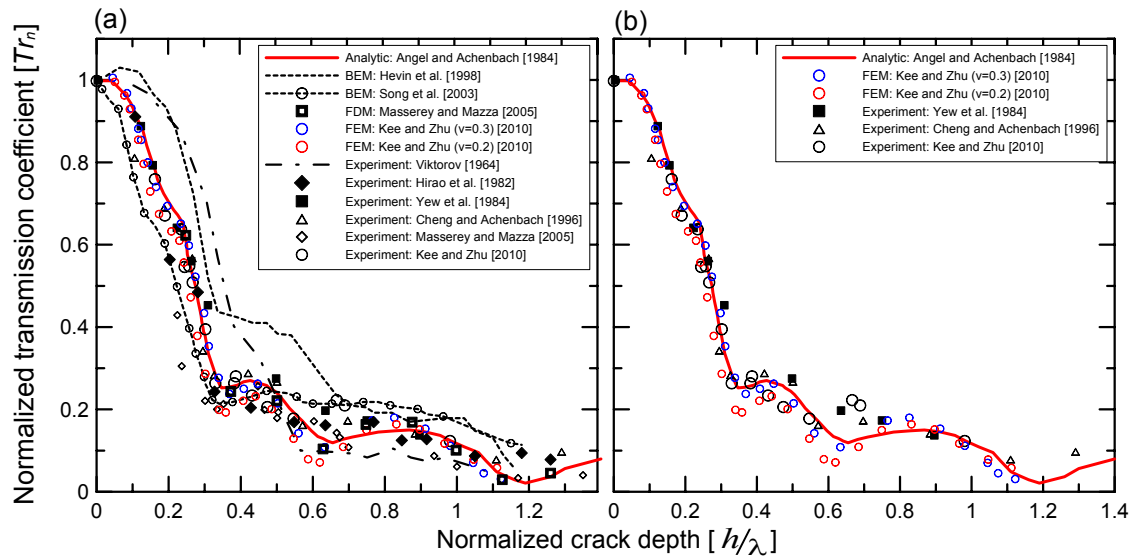 (a)
(b)
Normalized transmission coefficient [Tr_n]
Analytic: Angel and Achenbach [1984]
BEM: Hevin et al. [1998]
BEM: Song et al. [2003]
FDM: Masserey and Mazza [2005]
FEM: Kee and Zhu (v=0.3) [2010]
FEM: Kee and Zhu (v=0.2) [2010]
Experiment: Viktorov [1964]
Experiment: Hirao et al. [1982]
Experiment: Yew et al. [1984]
Experiment: Cheng and Achenbach [1996]
Experiment: Masserey and Mazza [2005]
Experiment: Kee and Zhu [2010]
Analytic: Angel and Achenbach [1984]
FEM: Kee and Zhu (v=0.3) [2010]
FEM: Kee and Zhu (v=0.2) [2010]
Experiment: Yew et al. [1984]
Experiment: Cheng and Achenbach [1996]
Experiment: Kee and Zhu [2010]
1
0.8
0.6
0.4
0.2
0
0 0.2 0.4 0.6 0.8 1 1.2
0 0.2 0.4 0.6 0.8 1 1.2 1.4
Normalized crack depth [ h/λ ]